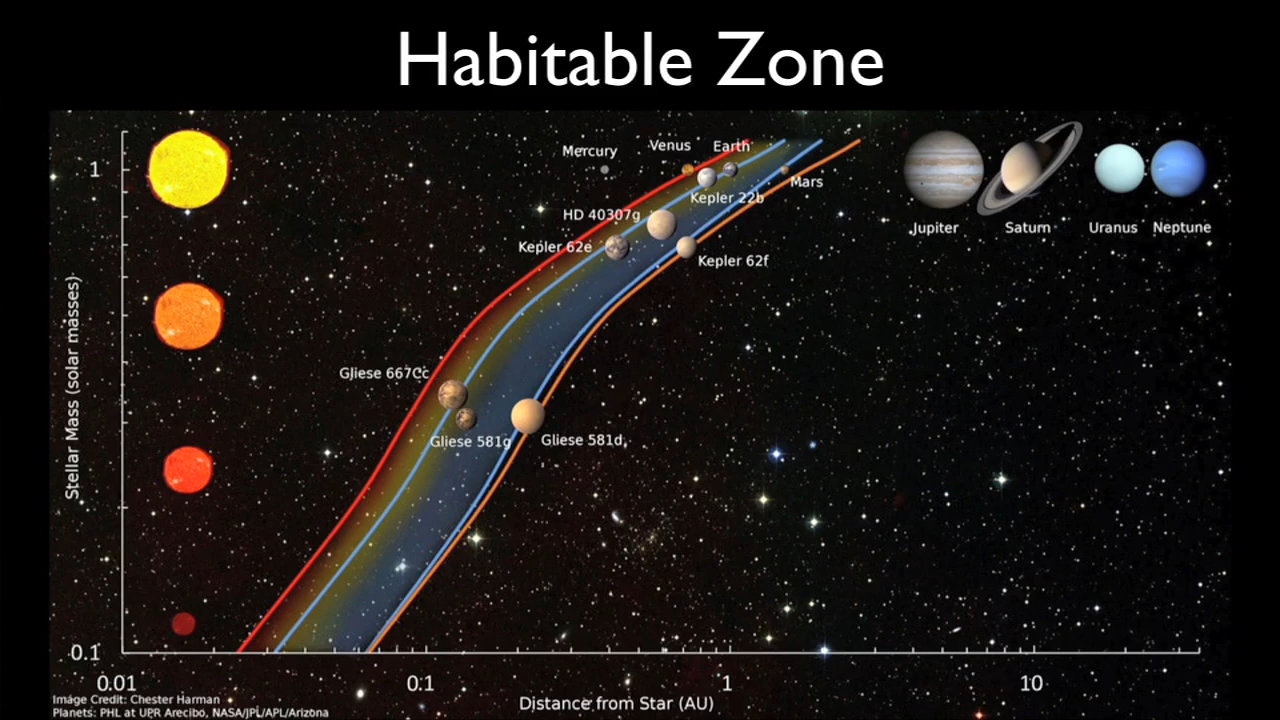 Habitable Zone
Mercury
Venus
Earth
Mars
Kepler 22b
HD 40307g
Kepler 62e
Kepler 62f
Jupiter
Saturn
Uranus
Neptune
Gliese 667Cc
Gliese 581g
Gliese 581d
Stellar Mass (solar masses)
1
0.1
0.01
0.1
1
10
Distance from Star (AU)
Image Credit: Chester Harman
Planets: PHL at UPR Arecibo, NASA/JPL/APL/Arizona